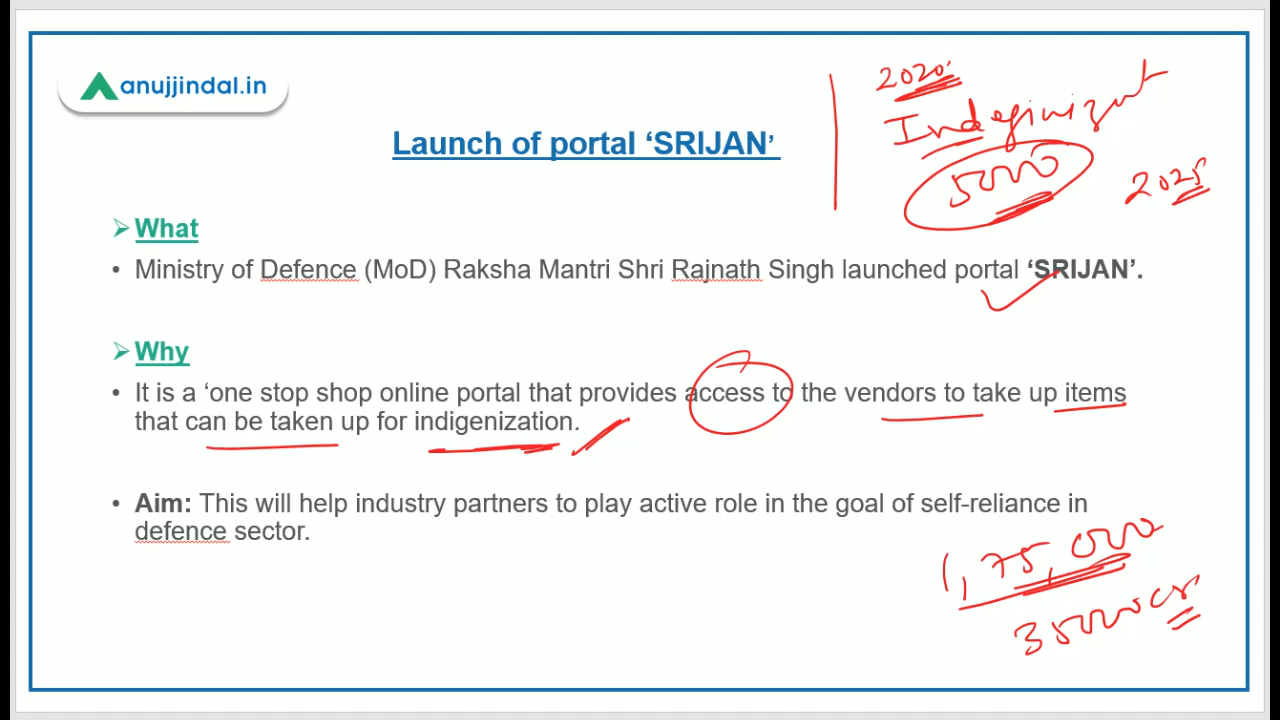 anujjindal.in
2020
Indeginizat
5000
2025
Launch of portal ‘SRIJAN’
What
• Ministry of Defence (MoD) Raksha Mantri Shri Rajnath Singh launched portal ‘SRIJAN’.
Why
• It is a ‘one stop shop online portal that provides access to the vendors to take up items
that can be taken up for indigenization.
• Aim: This will help industry partners to play active role in the goal of self-reliance in
defence sector.
1,75,000
35000 cr